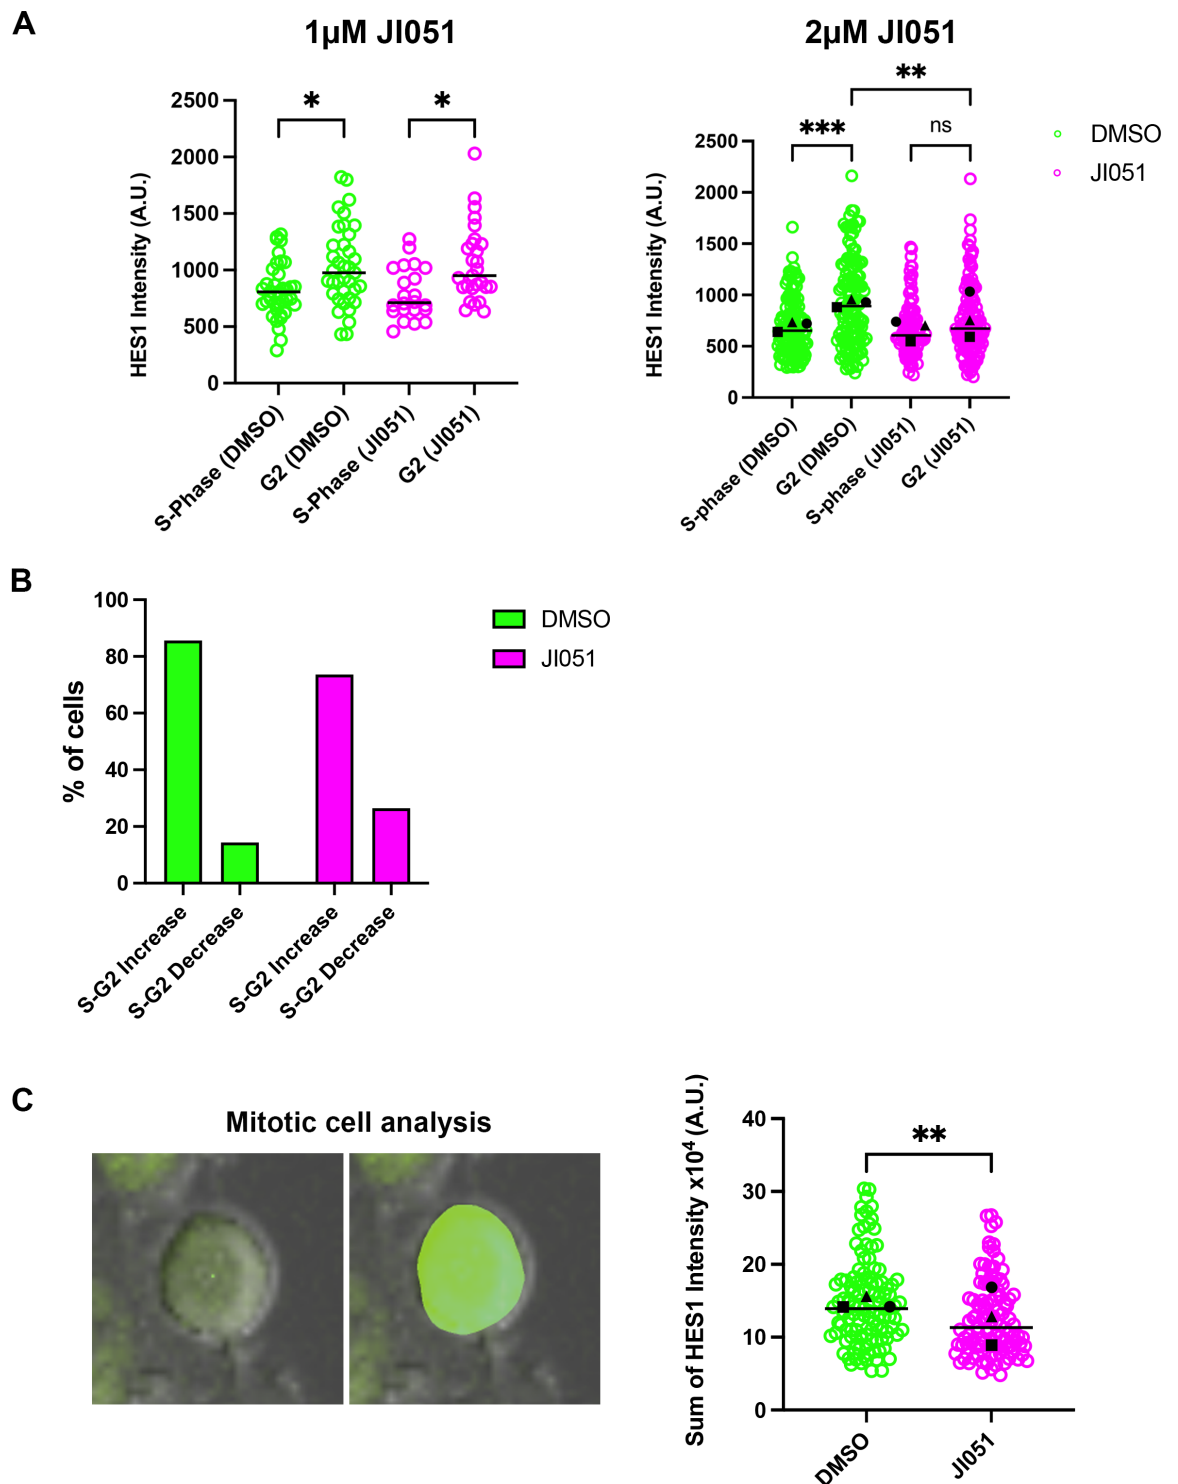 A
1µM JI051
2µM JI051
*
*
**
***
ns
DMSO
JI051
HES1 Intensity (A.U.)
2500
2000
1500
1000
500
0
S-Phase (DMSO)
G2 (DMSO)
S-Phase (JI051)
G2 (JI051)
HES1 Intensity (A.U.)
2500
2000
1500
1000
500
0
S-phase (DMSO)
G2 (DMSO)
S-phase (JI051)
G2 (JI051)
B
% of cells
100
80
60
40
20
0
S-G2 Increase
S-G2 Decrease
S-G2 Increase
S-G2 Decrease
DMSO
JI051
C
Mitotic cell analysis
Sum of HES1 Intensity x10⁴ (A.U.)
40
30
20
10
0
**
DMSO
JI051